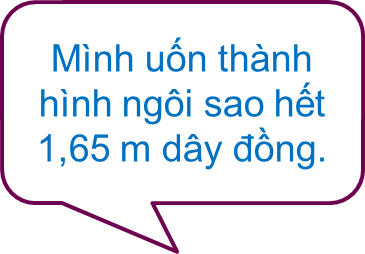 Mình uốn thành
hình ngôi sao hết
1,65 m dây đồng.